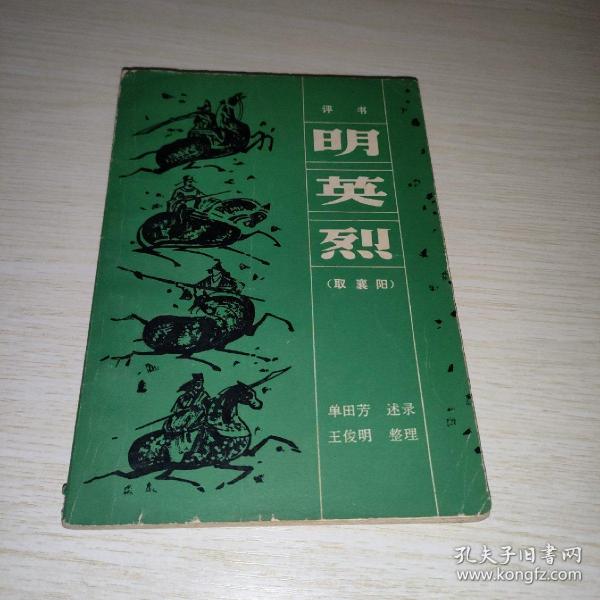 评书
明
英
烈
（取襄阳）
单田芳 述录
王俊明 整理
孔夫子旧书网
www.kongfz.com